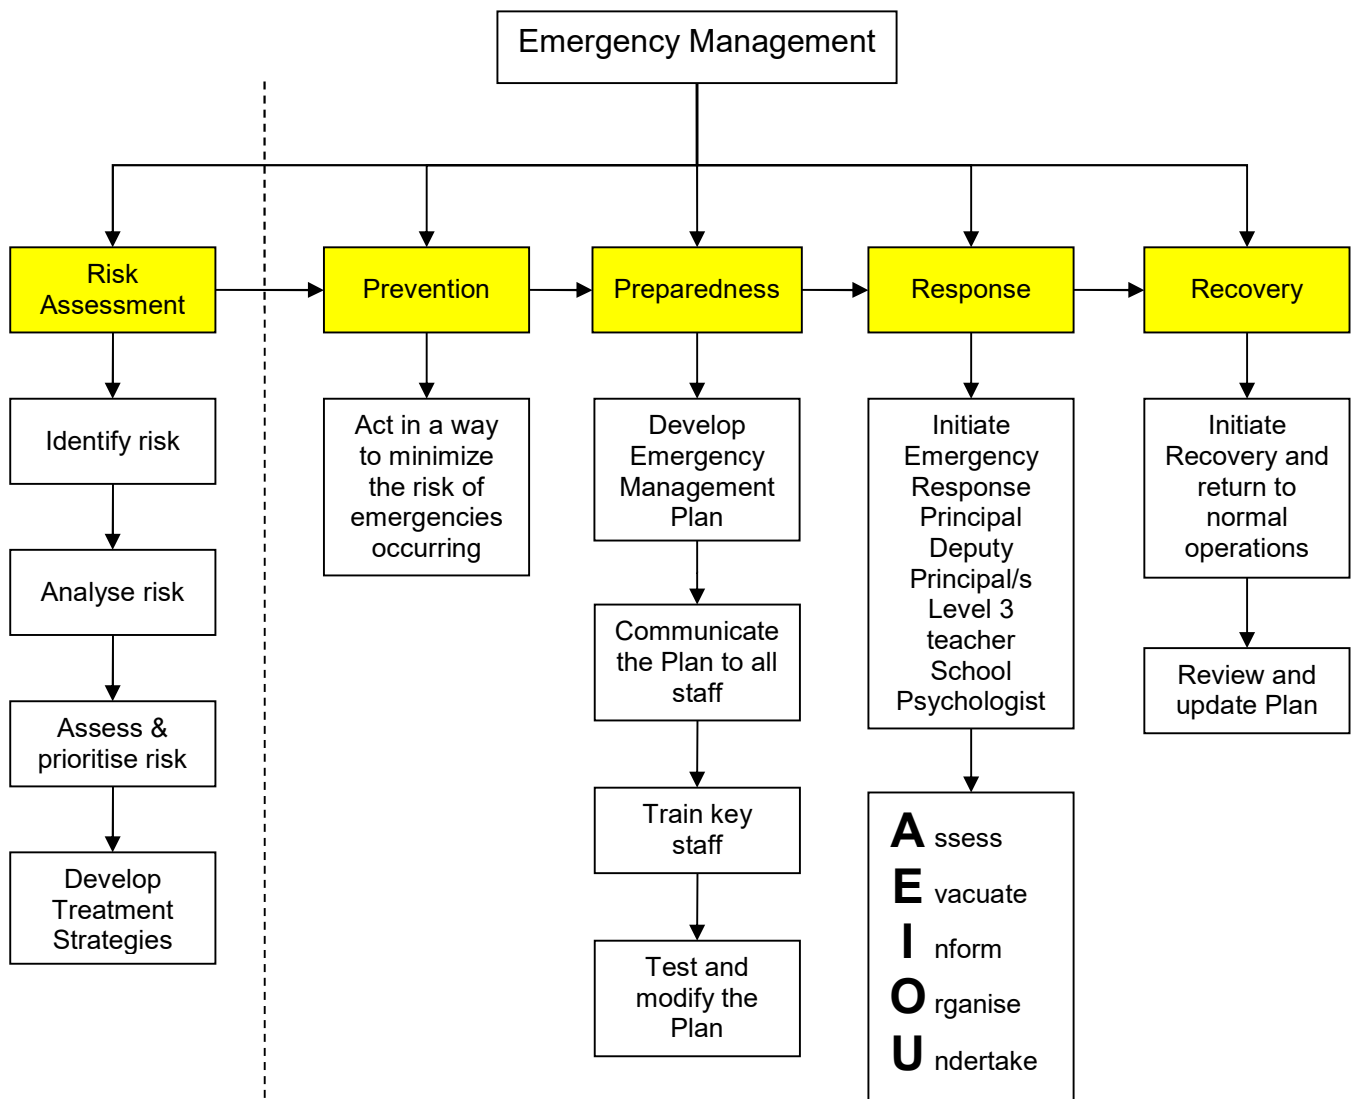 Emergency Management
Risk
Assessment
Prevention
Preparedness
Response
Recovery
Identify risk
Analyse risk
Assess &
prioritise risk
Develop
Treatment
Strategies
Act in a way
to minimize
the risk of
emergencies
occurring
Develop
Emergency
Management
Plan
Communicate
the Plan to all
staff
Train key
staff
Test and
modify the
Plan
Initiate
Emergency
Response
Principal
Deputy
Principal/s
Level 3
teacher
School
Psychologist
A ssess
E vacuate
I nform
O rganise
U ndertake
Initiate
Recovery and
return to
normal
operations
Review and
update Plan